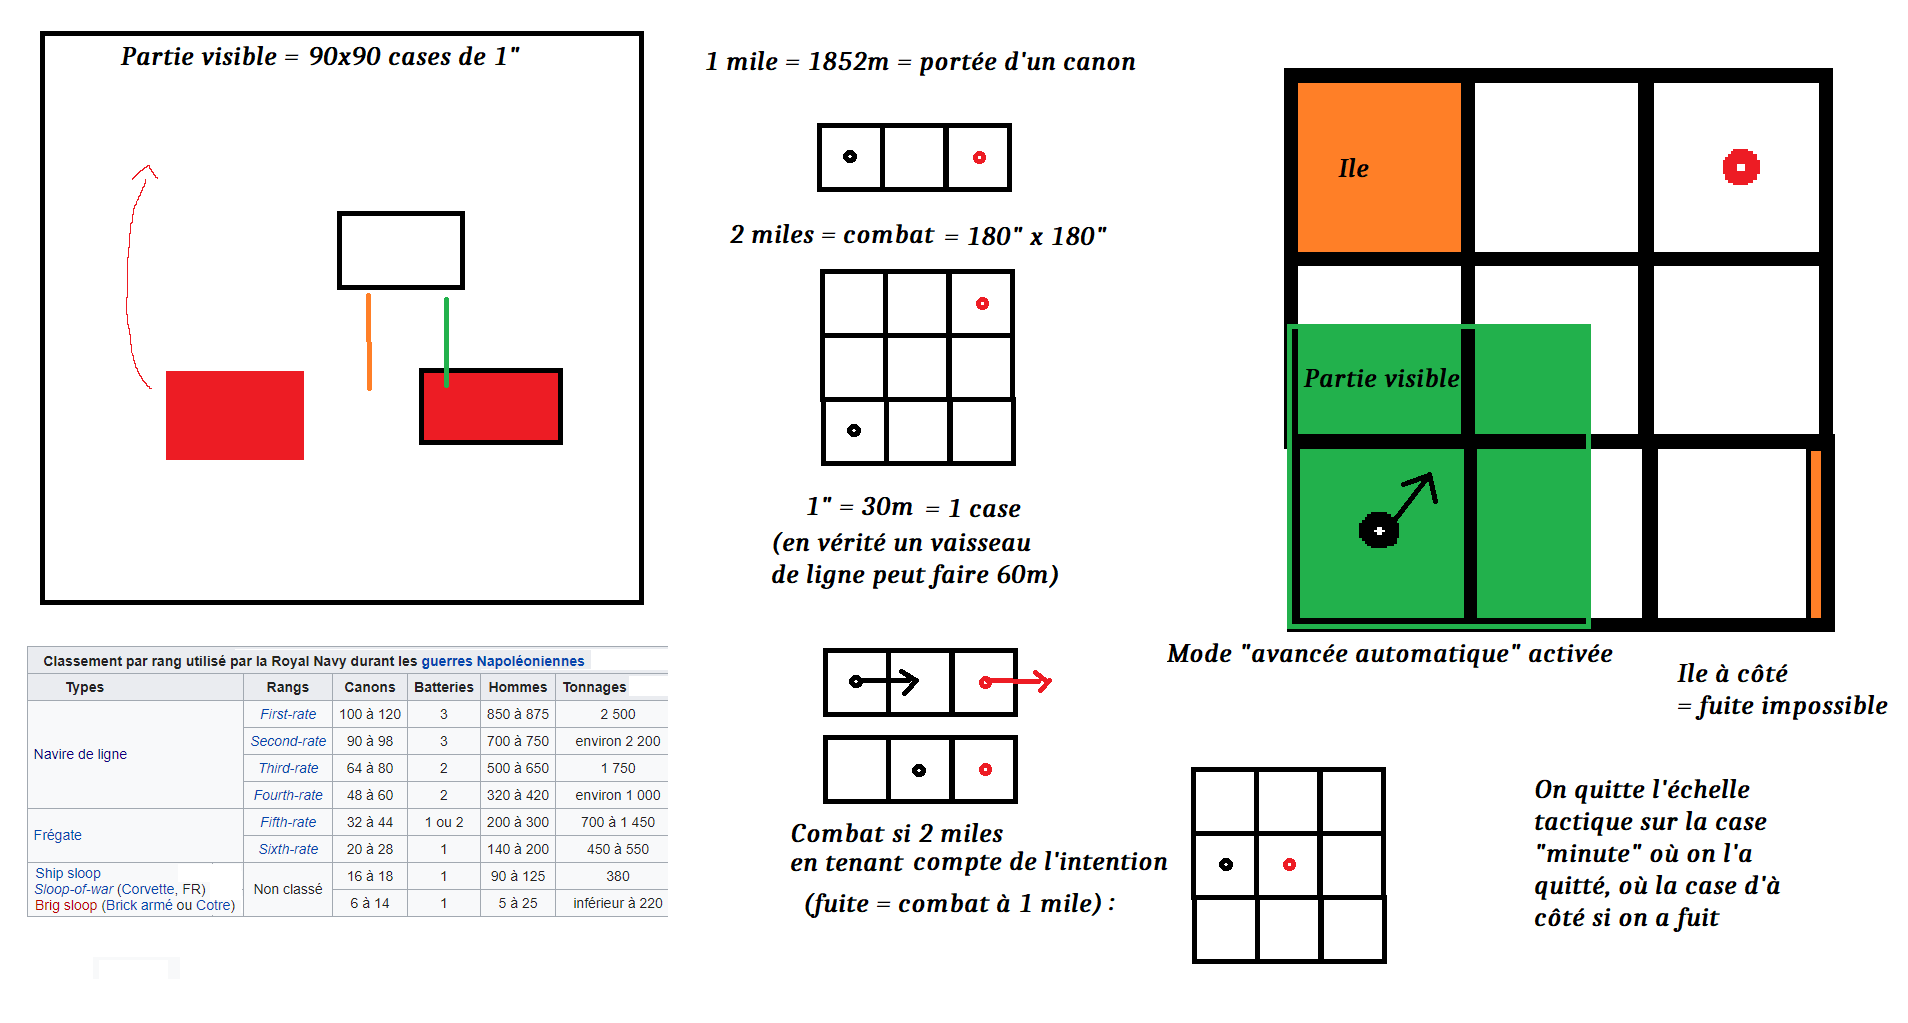 Partie visible = 90x90 cases de 1"
1 mile = 1852m = portée d'un canon
2 miles = combat = 180" x 180"
1" = 30m = 1 case
(en vérité un vaisseau
de ligne peut faire 60m)
Combat si 2 miles
en tenant compte de l'intention
(fuite = combat à 1 mile) :
Ile
Partie visible
Mode "avancée automatique" activée
Ile à côté
= fuite impossible
On quitte l'échelle
tactique sur la case
"minute" où on l'a
quitté, où la case d'à
côté si on a fuit
Classement par rang utilisé par la Royal Navy durant les guerres Napoléoniennes
Types Rangs Canons Batteries Hommes Tonnages
Navire de ligne
First-rate 100 à 120 3 850 à 875 2 500
Second-rate 90 à 98 3 700 à 750 environ 2 200
Third-rate 64 à 80 2 500 à 650 1 750
Fourth-rate 48 à 60 2 320 à 420 environ 1 000
Frégate
Fifth-rate 32 à 44 1 ou 2 200 à 300 700 à 1 450
Sixth-rate 20 à 28 1 140 à 200 450 à 550
Ship sloop
Sloop-of-war (Corvette, FR)
Brig sloop (Brick armé ou Cotre)
Non classé
16 à 18 1 90 à 125 380
6 à 14 1 5 à 25 inférieur à 220